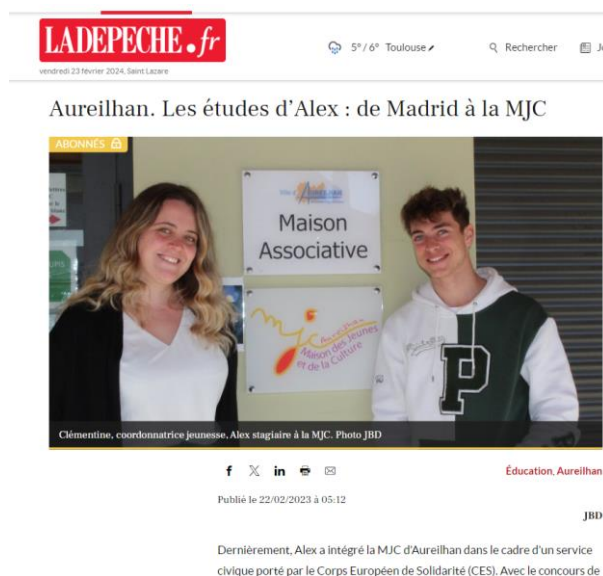 LADEPECHE.fr
5° / 6° Toulouse
Rechercher
vendredi 23 février 2024, Saint Lazare
Aureilhan. Les études d'Alex : de Madrid à la MJC
ABONNÉS
Maison
Associative
mjc Aureilhan
Maison des Jeunes
et de la Culture
P
Clémentine, coordonnatrice jeunesse, Alex stagiaire à la MJC. Photo JBD
Éducation, Aureilhan
Publié le 22/02/2023 à 05:12
JBD
Dernièrement, Alex a intégré la MJC d'Aureilhan dans le cadre d'un service
civique porté par le Corps Européen de Solidarité (CES). Avec le concours de